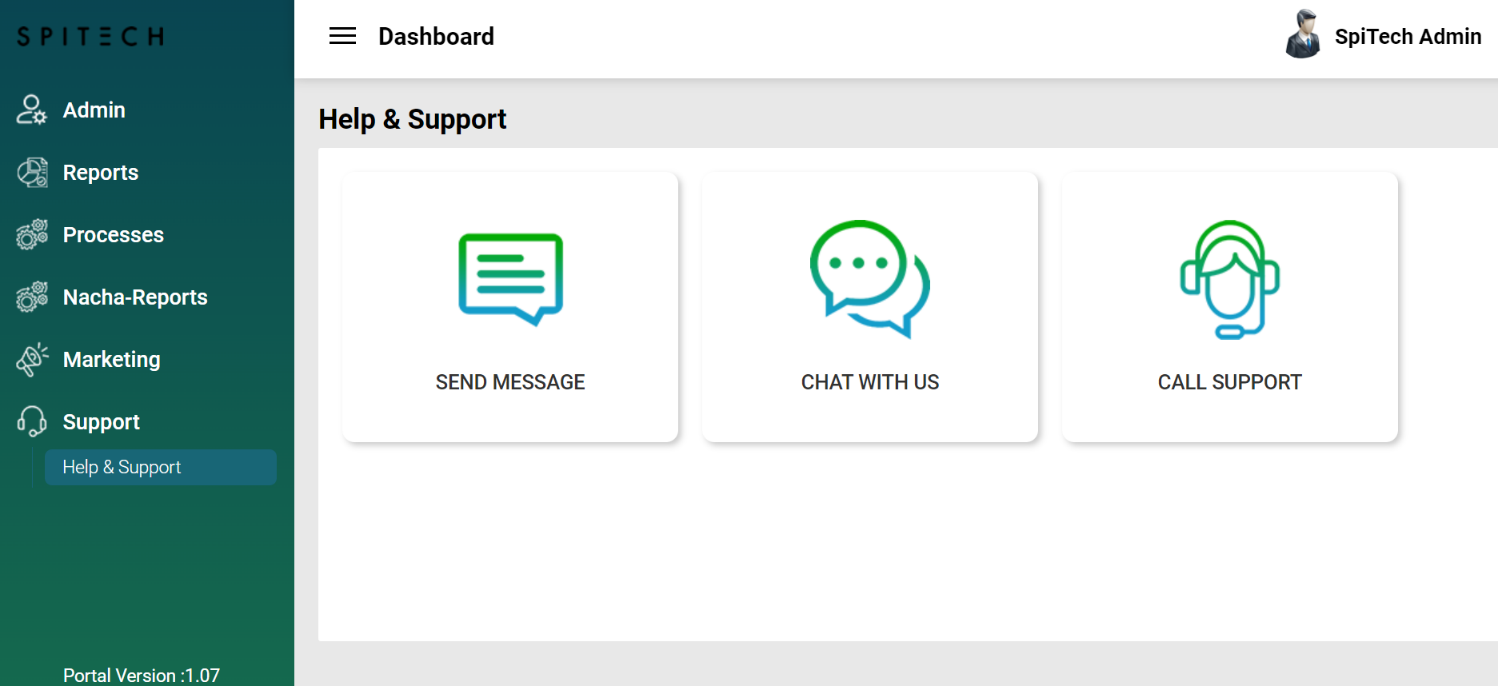 SPITECH
Dashboard
SpiTech Admin
Admin
Reports
Processes
Nacha-Reports
Marketing
Support
Help & Support
Portal Version :1.07
Help & Support
SEND MESSAGE
CHAT WITH US
CALL SUPPORT